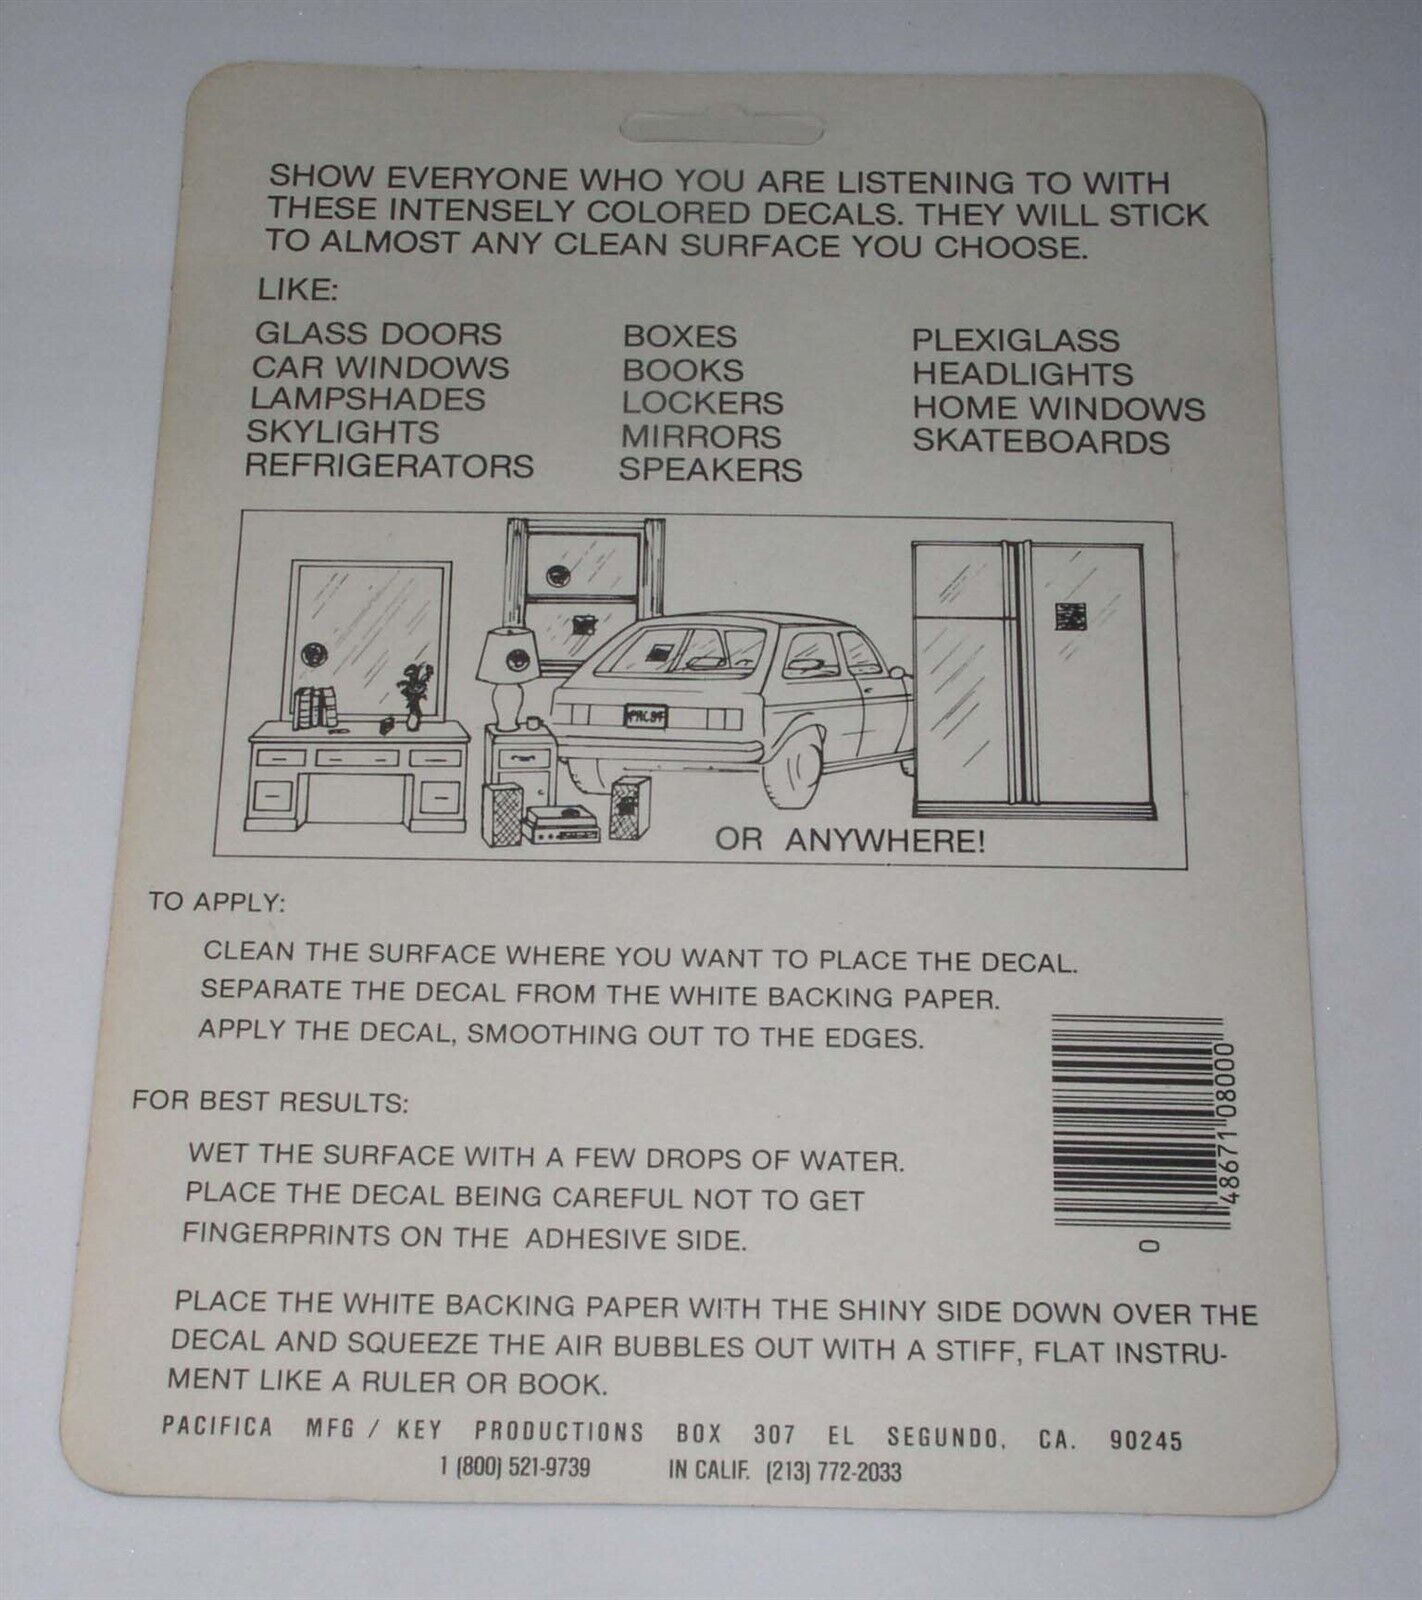 SHOW EVERYONE WHO YOU ARE LISTENING TO WITH
THESE INTENSELY COLORED DECALS. THEY WILL STICK
TO ALMOST ANY CLEAN SURFACE YOU CHOOSE.
LIKE:
GLASS DOORS
CAR WINDOWS
LAMPSHADES
SKYLIGHTS
REFRIGERATORS
BOXES
BOOKS
LOCKERS
MIRRORS
SPEAKERS
PLEXIGLASS
HEADLIGHTS
HOME WINDOWS
SKATEBOARDS
OR ANYWHERE!
TO APPLY:
CLEAN THE SURFACE WHERE YOU WANT TO PLACE THE DECAL.
SEPARATE THE DECAL FROM THE WHITE BACKING PAPER.
APPLY THE DECAL, SMOOTHING OUT TO THE EDGES.
FOR BEST RESULTS:
WET THE SURFACE WITH A FEW DROPS OF WATER.
PLACE THE DECAL BEING CAREFUL NOT TO GET
FINGERPRINTS ON THE ADHESIVE SIDE.
0 48671 08000
PLACE THE WHITE BACKING PAPER WITH THE SHINY SIDE DOWN OVER THE
DECAL AND SQUEEZE THE AIR BUBBLES OUT WITH A STIFF, FLAT INSTRU-
MENT LIKE A RULER OR BOOK.
PACIFICA MFG / KEY PRODUCTIONS BOX 307 EL SEGUNDO, CA. 90245
1 (800) 521-9739 IN CALIF. (213) 772-2033